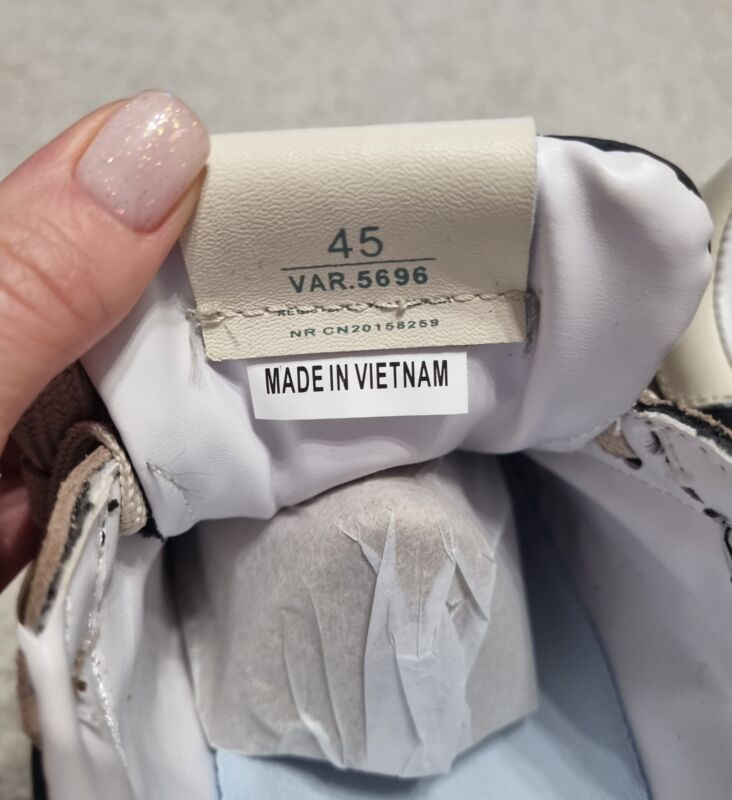 45
VAR.5696
NR CN20158259
MADE IN VIETNAM